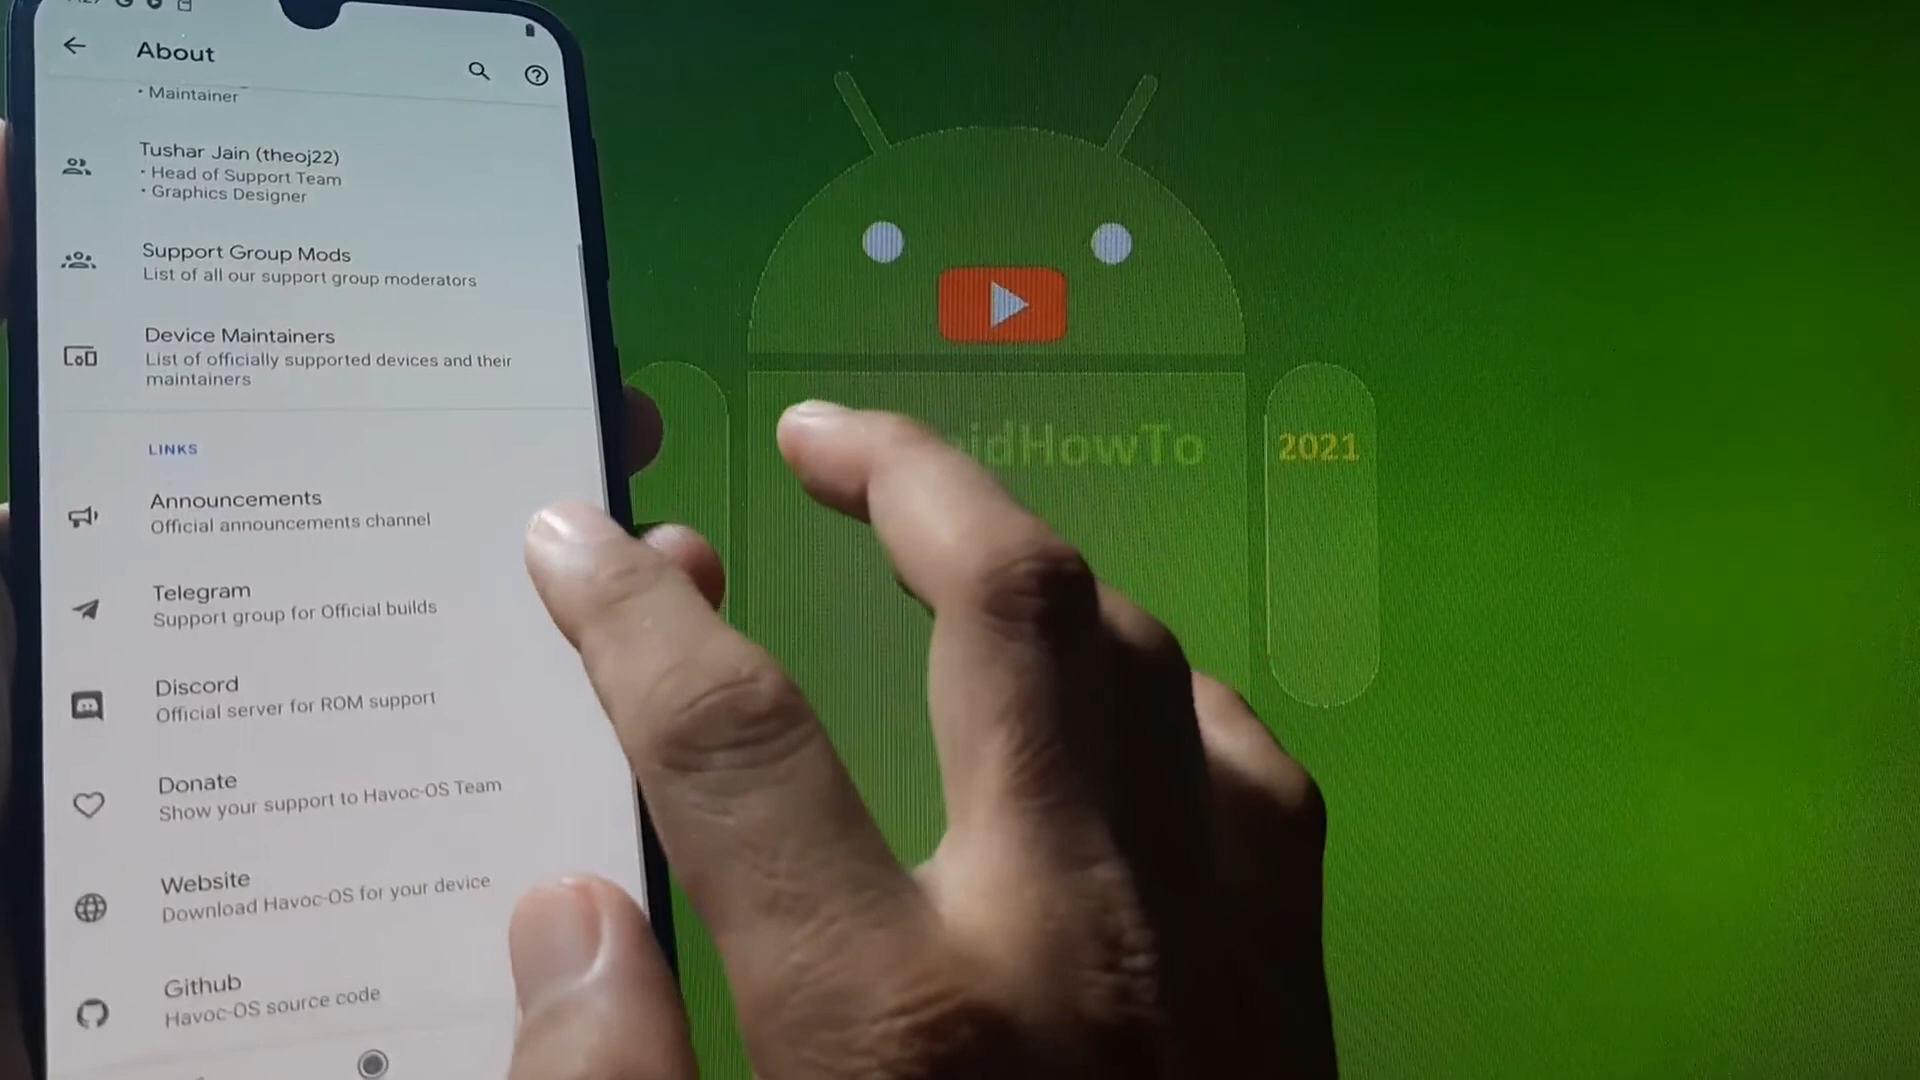 About
• Maintainer
Tushar Jain (theoj22)
• Head of Support Team
• Graphics Designer
Support Group Mods
List of all our support group moderators
Device Maintainers
List of officially supported devices and their
maintainers
LINKS
Announcements
Official announcements channel
Telegram
Support group for Official builds
Discord
Official server for ROM support
Donate
Show your support to Havoc-OS Team
Website
Download Havoc-OS for your device
Github
Havoc-OS source code
idHowTo
2021